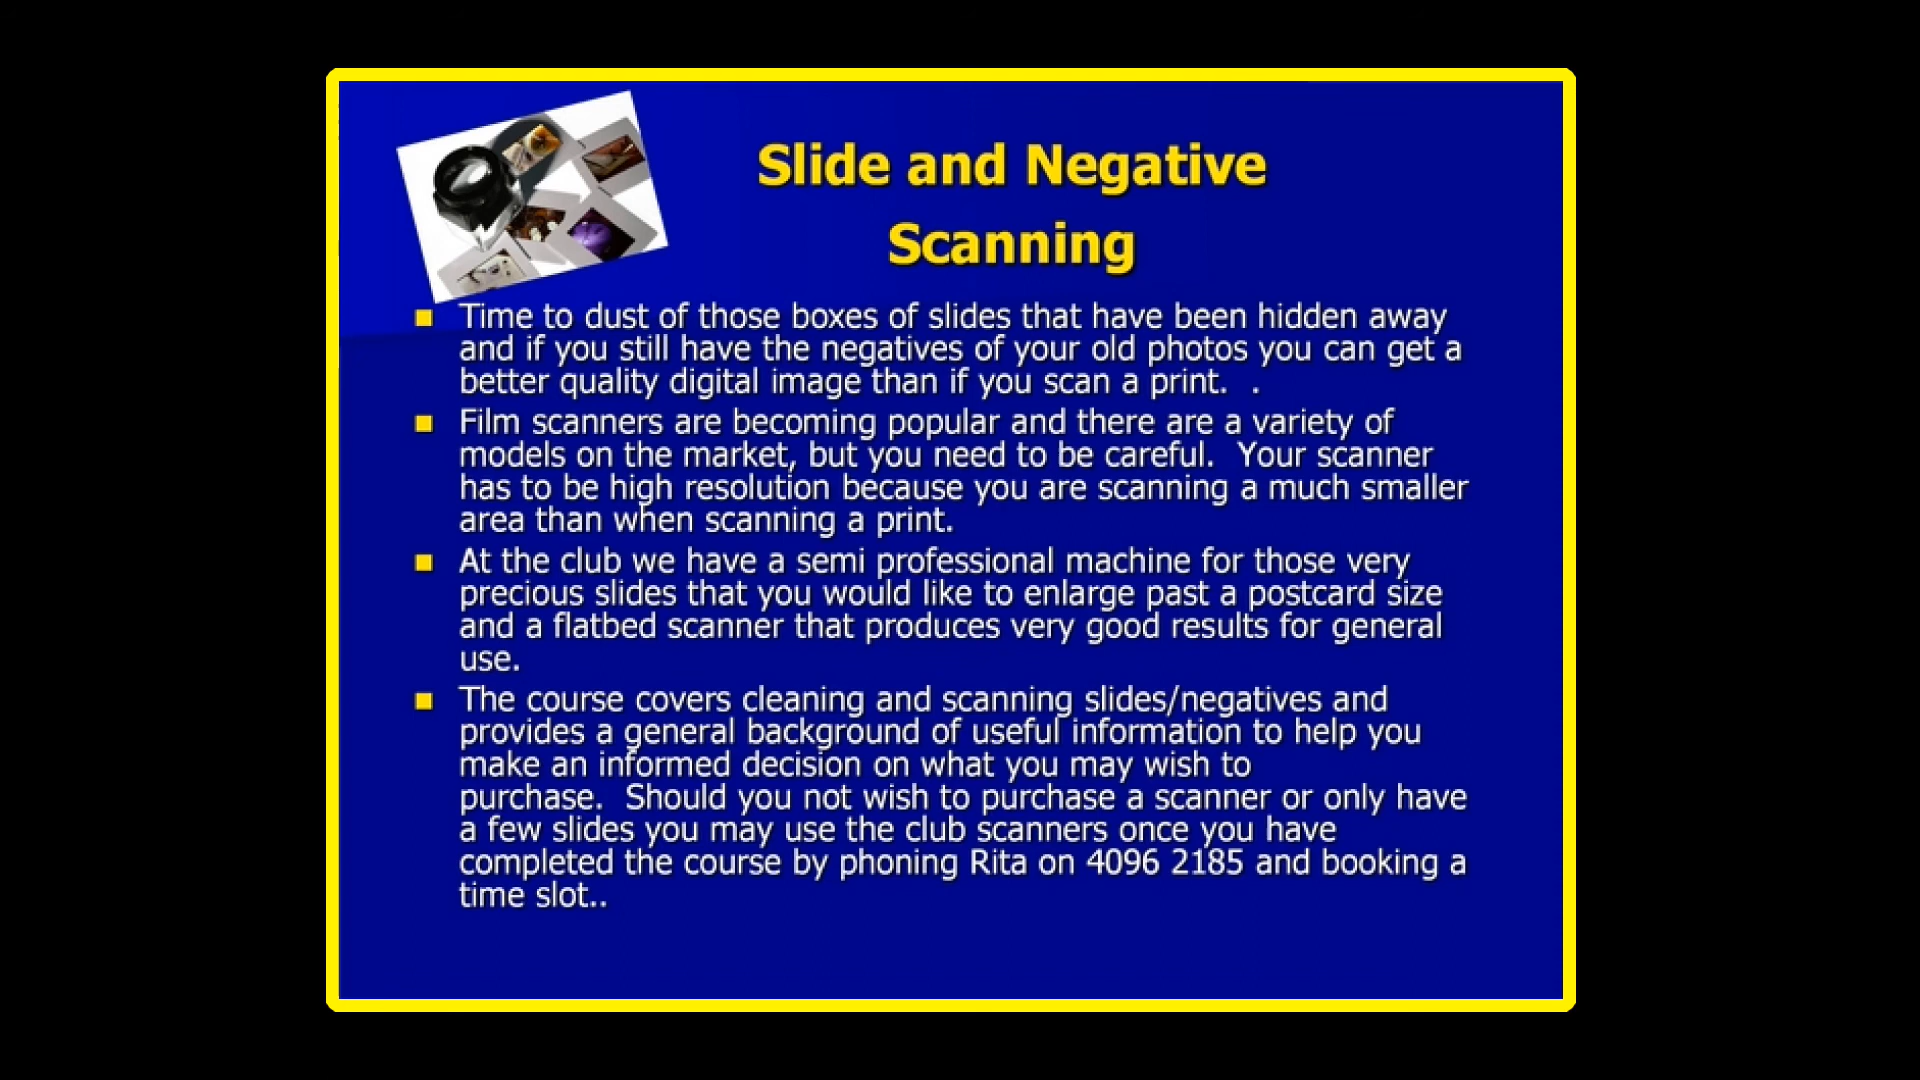 Slide and Negative
Scanning
Time to dust of those boxes of slides that have been hidden away
and if you still have the negatives of your old photos you can get a
better quality digital image than if you scan a print.  .
Film scanners are becoming popular and there are a variety of
models on the market, but you need to be careful.  Your scanner
has to be high resolution because you are scanning a much smaller
area than when scanning a print.
At the club we have a semi professional machine for those very
precious slides that you would like to enlarge past a postcard size
and a flatbed scanner that produces very good results for general
use.
The course covers cleaning and scanning slides/negatives and
provides a general background of useful information to help you
make an informed decision on what you may wish to
purchase.  Should you not wish to purchase a scanner or only have
a few slides you may use the club scanners once you have
completed the course by phoning Rita on 4096 2185 and booking a
time slot..